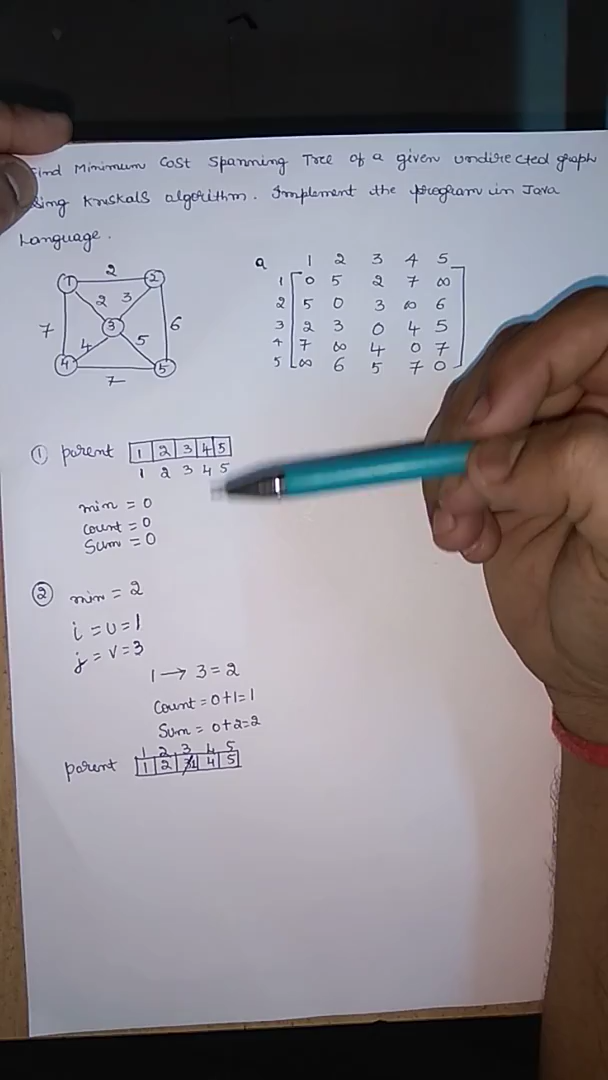 Find Minimum Cost Spanning Tree of a given undirected graph
using Kruskals algorithm. Implement the program in Java
Language.
1 2 2
2 3
3
7 6
4 5
4 7 5
a 1 2 3 4 5
1 0 5 2 7 ∞
2 5 0 3 ∞ 6
3 2 3 0 4 5
4 7 ∞ 4 0 7
5 ∞ 6 5 7 0
① parent 1 2 3 4 5
1 2 3 4 5
min = 0
count = 0
Sum = 0
② min = 2
i = u = 1
j = v = 3
1 → 3 = 2
Count = 0+1=1
Sum = 0+2=2
1 2 3 4 5
parent 1 2 1 4 5